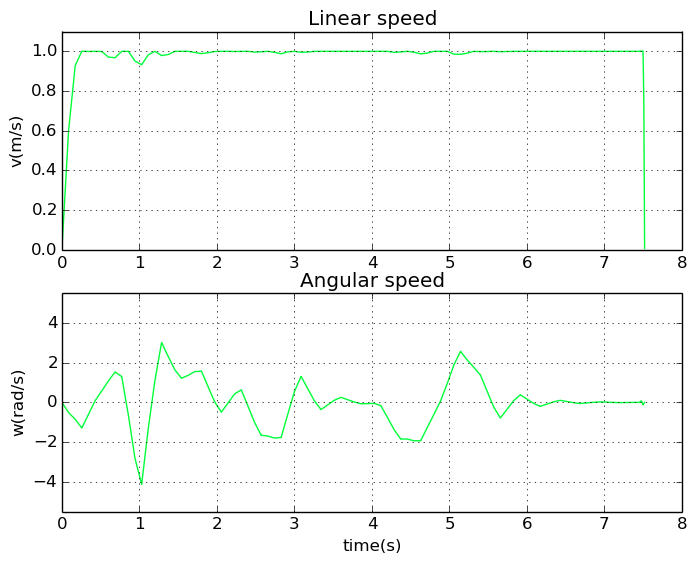 Linear speed
v(m/s)
1.0
0.8
0.6
0.4
0.2
0.0
0 1 2 3 4 5 6 7 8
Angular speed
w(rad/s)
4
2
0
−2
−4
0 1 2 3 4 5 6 7 8
time(s)